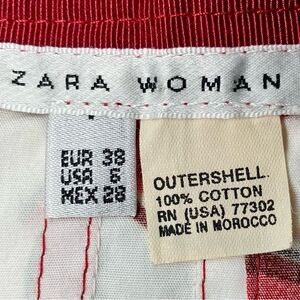 ZARA WOMAN
EUR 38
USA 6
MEX 28
OUTERSHELL.
100% COTTON
RN (USA) 77302
MADE IN MOROCCO